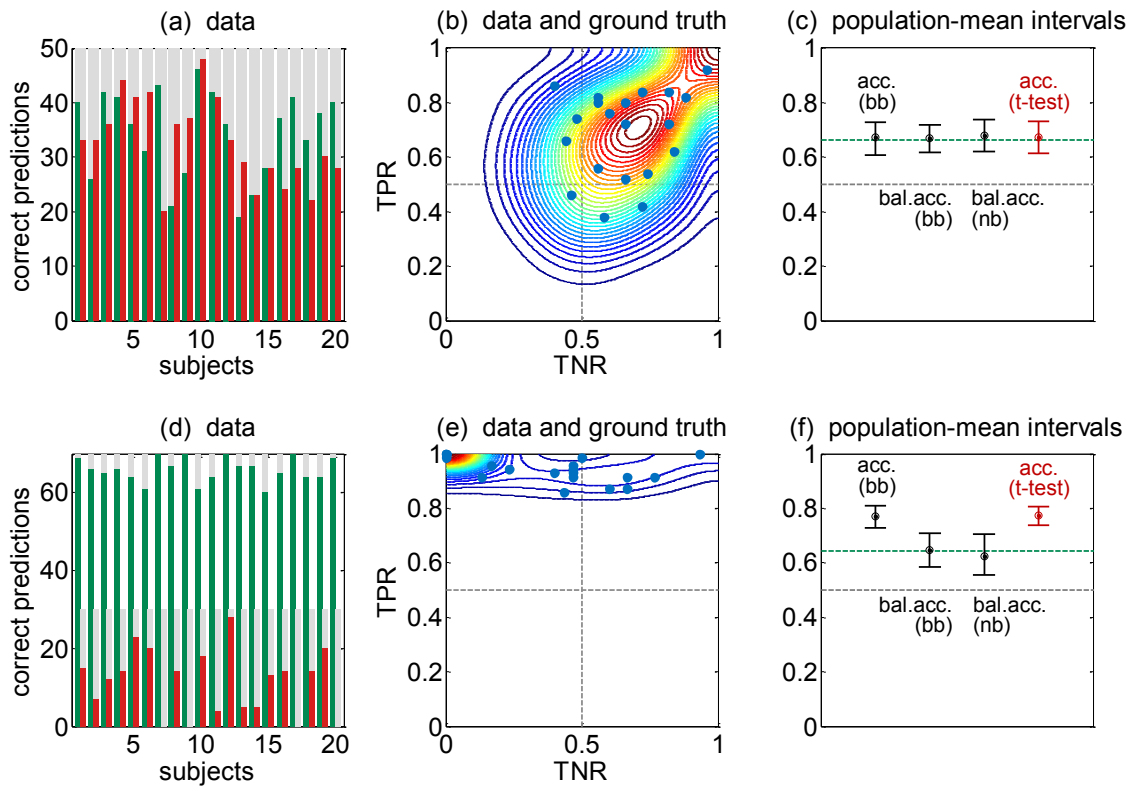 (a) data
correct predictions
50
40
30
20
10
0
5
10
15
20
subjects
(b) data and ground truth
TPR
1
0.8
0.6
0.4
0.2
0
0
0.5
1
TNR
(c) population-mean intervals
1
0.8
0.6
0.4
0.2
0
acc.
(bb)
acc.
(t-test)
bal.acc.
(bb)
bal.acc.
(nb)
(d) data
correct predictions
60
40
20
0
5
10
15
20
subjects
(e) data and ground truth
TPR
1
0.8
0.6
0.4
0.2
0
0
0.5
1
TNR
(f) population-mean intervals
1
0.8
0.6
0.4
0.2
0
acc.
(bb)
acc.
(t-test)
bal.acc.
(bb)
bal.acc.
(nb)